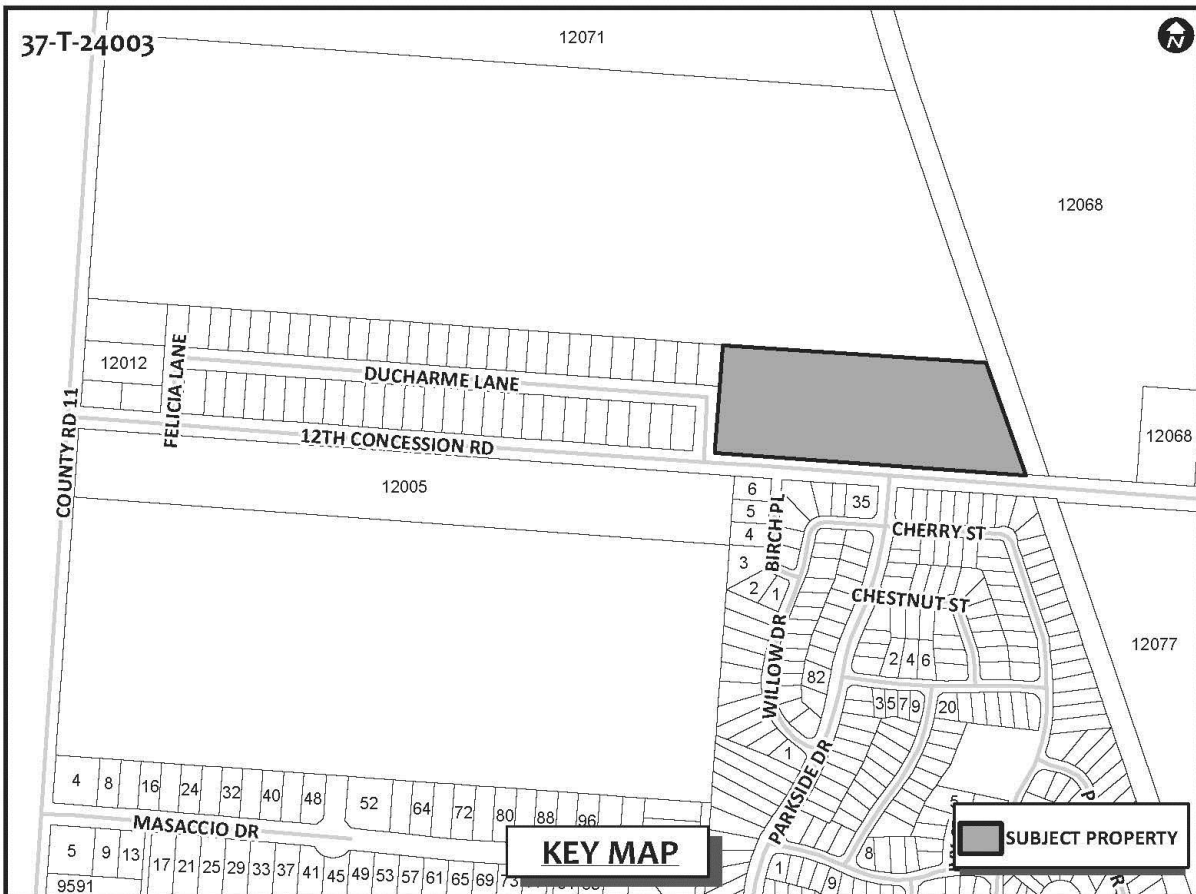 37-T-24003
12071
N
12068
12012
FELICIA LANE
DUCHARME LANE
COUNTY RD 11
12TH CONCESSION RD
12068
12005
6
5
4
3
2
1
BIRCH PL
35
CHERRY ST
CHESTNUT ST
WILLOW DR
2 4 6
12077
82
3 5 7 9
20
1
PARKSIDE DR
4 8 16 24 32 40 48 52 64 72 80 88 96
MASACCIO DR
5 9 13 17 21 25 29 33 37 41 45 49 53 57 61 65 69 73
9591
KEY MAP
5
8
1
9
SUBJECT PROPERTY